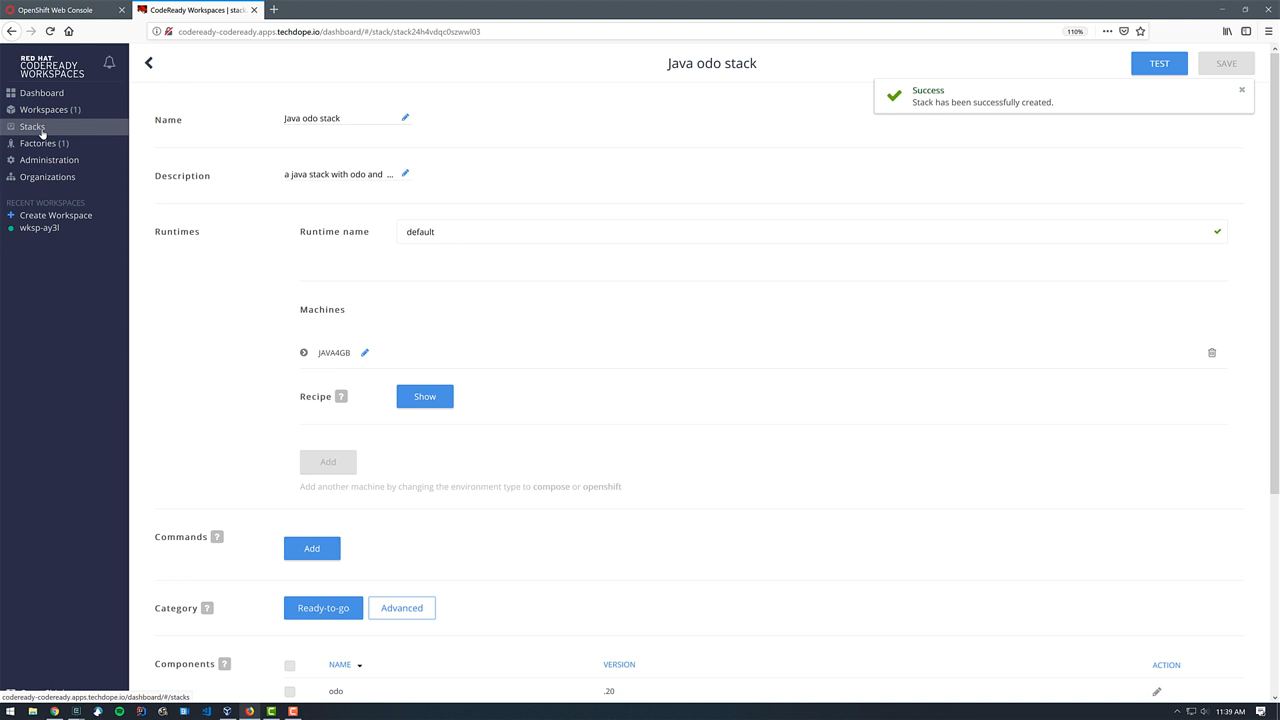 OpenShift Web Console
CodeReady Workspaces | stack
codeready-codeready.apps.techdope.io/dashboard/#/stack/stack24h4vdqc0szwwl03
110%
RED HAT
CODEREADY
WORKSPACES
Dashboard
Workspaces (1)
Stacks
Factories (1)
Administration
Organizations
RECENT WORKSPACES
Create Workspace
wksp-ay3l
Java odo stack
TEST
SAVE
Success
Stack has been successfully created.
Name
Java odo stack
Description
a java stack with odo and ...
Runtimes
Runtime name
default
Machines
JAVA4GB
Recipe ?
Show
Add
Add another machine by changing the environment type to compose or openshift
Commands ?
Add
Category ?
Ready-to-go
Advanced
Components ?
NAME
VERSION
ACTION
odo
.20
codeready-codeready.apps.techdope.io/dashboard/#/stacks
11:39 AM